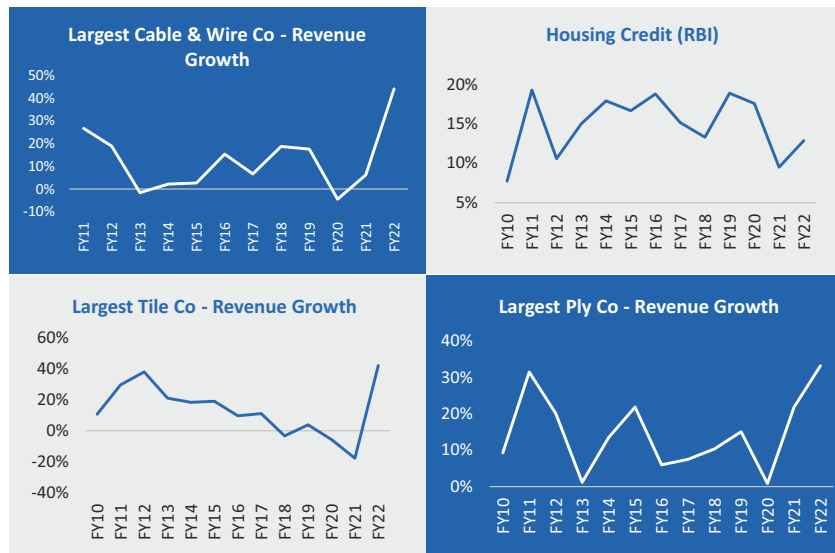 Largest Cable & Wire Co - Revenue
Growth
50%
40%
30%
20%
10%
0%
-10%
FY11
FY12
FY13
FY14
FY15
FY16
FY17
FY18
FY19
FY20
FY21
FY22
Housing Credit (RBI)
20%
15%
10%
5%
FY10
FY11
FY12
FY13
FY14
FY15
FY16
FY17
FY18
FY19
FY20
FY21
FY22
Largest Tile Co - Revenue Growth
60%
40%
20%
0%
-20%
-40%
FY10
FY11
FY12
FY13
FY14
FY15
FY16
FY17
FY18
FY19
FY20
FY21
FY22
Largest Ply Co - Revenue Growth
40%
30%
20%
10%
0%
FY10
FY11
FY12
FY13
FY14
FY15
FY16
FY17
FY18
FY19
FY20
FY21
FY22